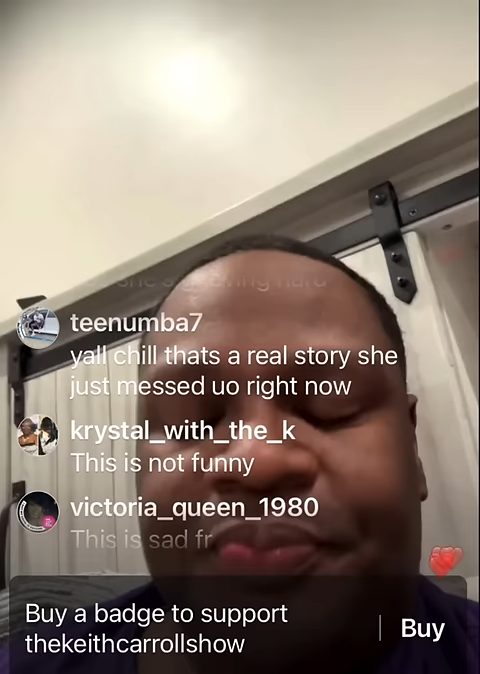 teenumba7
yall chill thats a real story she
just messed uo right now
krystal_with_the_k
This is not funny
victoria_queen_1980
This is sad fr
Buy a badge to support
thekeithcarrollshow
Buy